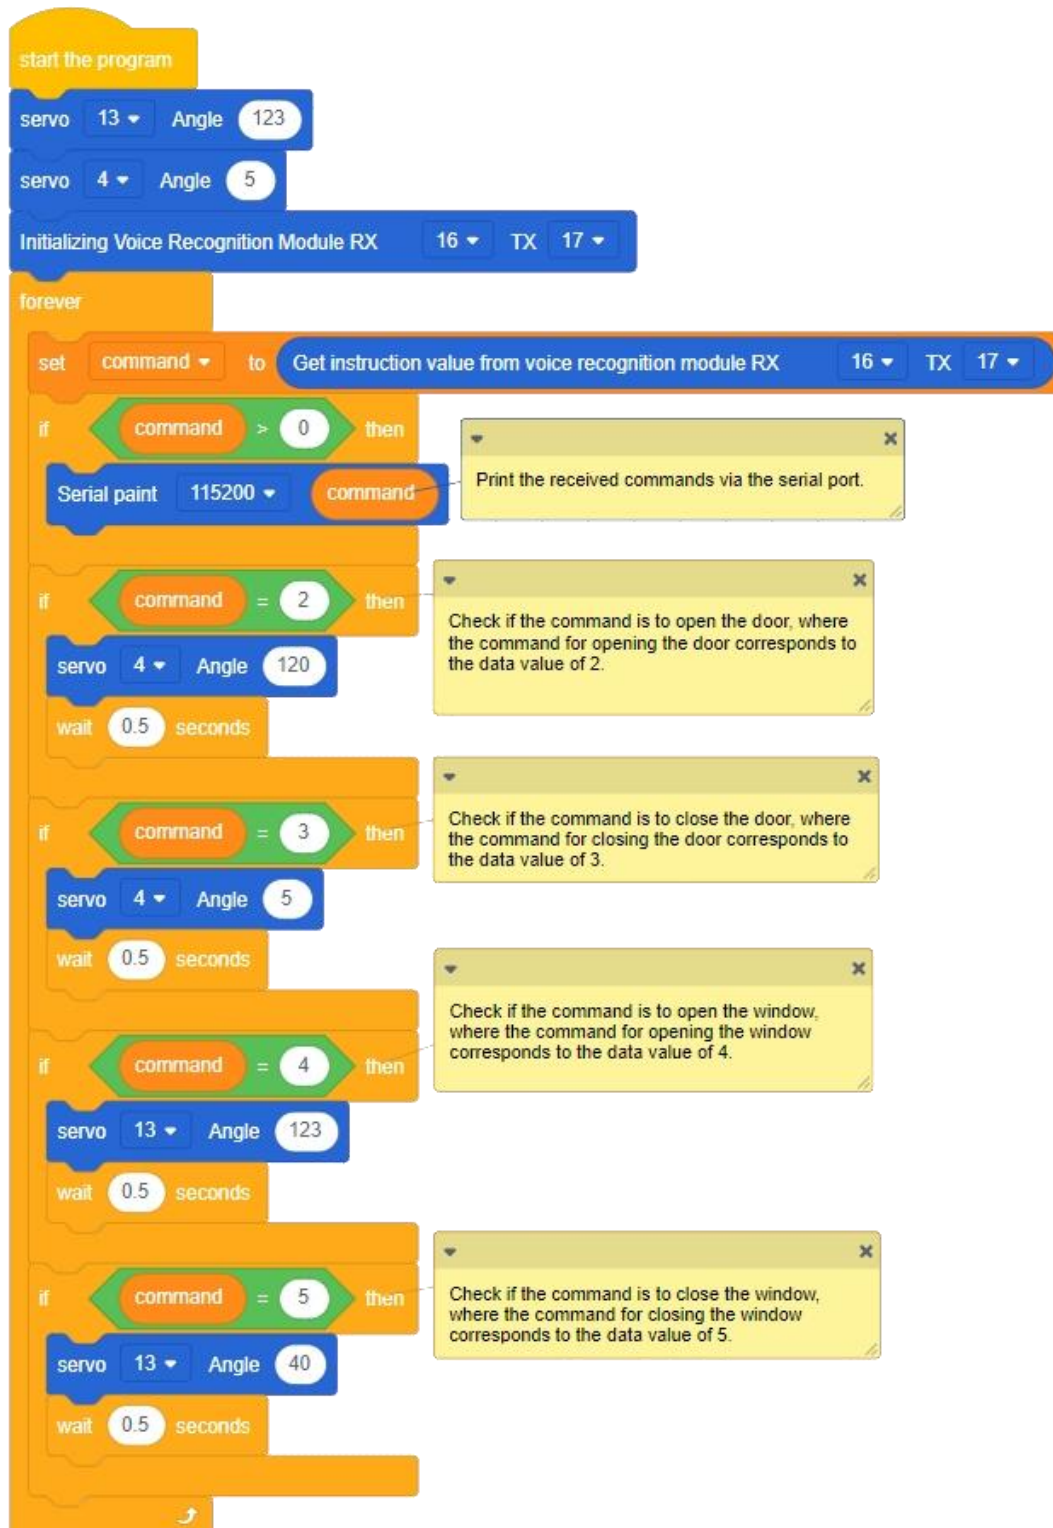 start the program
servo 13 Angle 123
servo 4 Angle 5
Initializing Voice Recognition Module RX 16 TX 17
forever
set command to Get instruction value from voice recognition module RX 16 TX 17
if command > 0 then
Serial paint 115200 command
Print the received commands via the serial port.
if command = 2 then
Check if the command is to open the door, where
the command for opening the door corresponds to
the data value of 2.
servo 4 Angle 120
wait 0.5 seconds
if command = 3 then
Check if the command is to close the door, where
the command for closing the door corresponds to
the data value of 3.
servo 4 Angle 5
wait 0.5 seconds
if command = 4 then
Check if the command is to open the window,
where the command for opening the window
corresponds to the data value of 4.
servo 13 Angle 123
wait 0.5 seconds
if command = 5 then
Check if the command is to close the window,
where the command for closing the window
corresponds to the data value of 5.
servo 13 Angle 40
wait 0.5 seconds